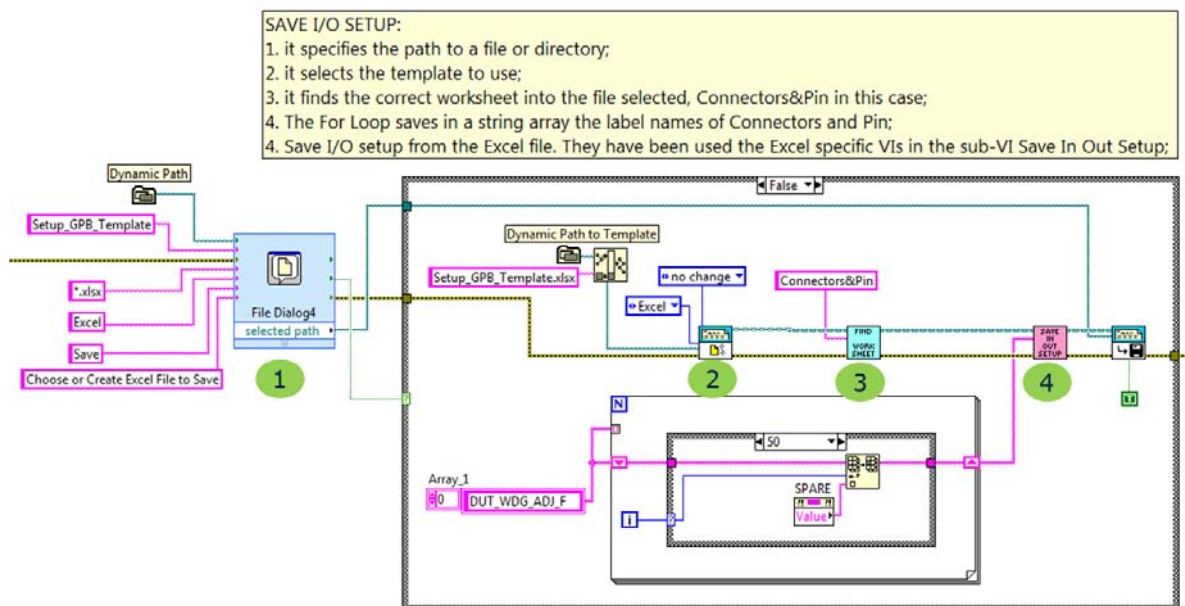 SAVE I/O SETUP:
1. it specifies the path to a file or directory;
2. it selects the template to use;
3. it finds the correct worksheet into the file selected, Connectors&Pin in this case;
4. The For Loop saves in a string array the label names of Connectors and Pin;
4. Save I/O setup from the Excel file. They have been used the Excel specific VIs in the sub-VI Save In Out Setup;
Dynamic Path
Setup_GPB_Template
*.xlsx
Excel
Save
Choose or Create Excel File to Save
File Dialog4
selected path
1
False
Dynamic Path to Template
Setup_GPB_Template.xlsx
no change
Excel
Connectors&Pin
FIND
WORK
SHEET
SAVE
IN
OUT
SETUP
2
3
4
N
50
Array_1
0
DUT_WDG_ADJ_F
SPARE
Value
i